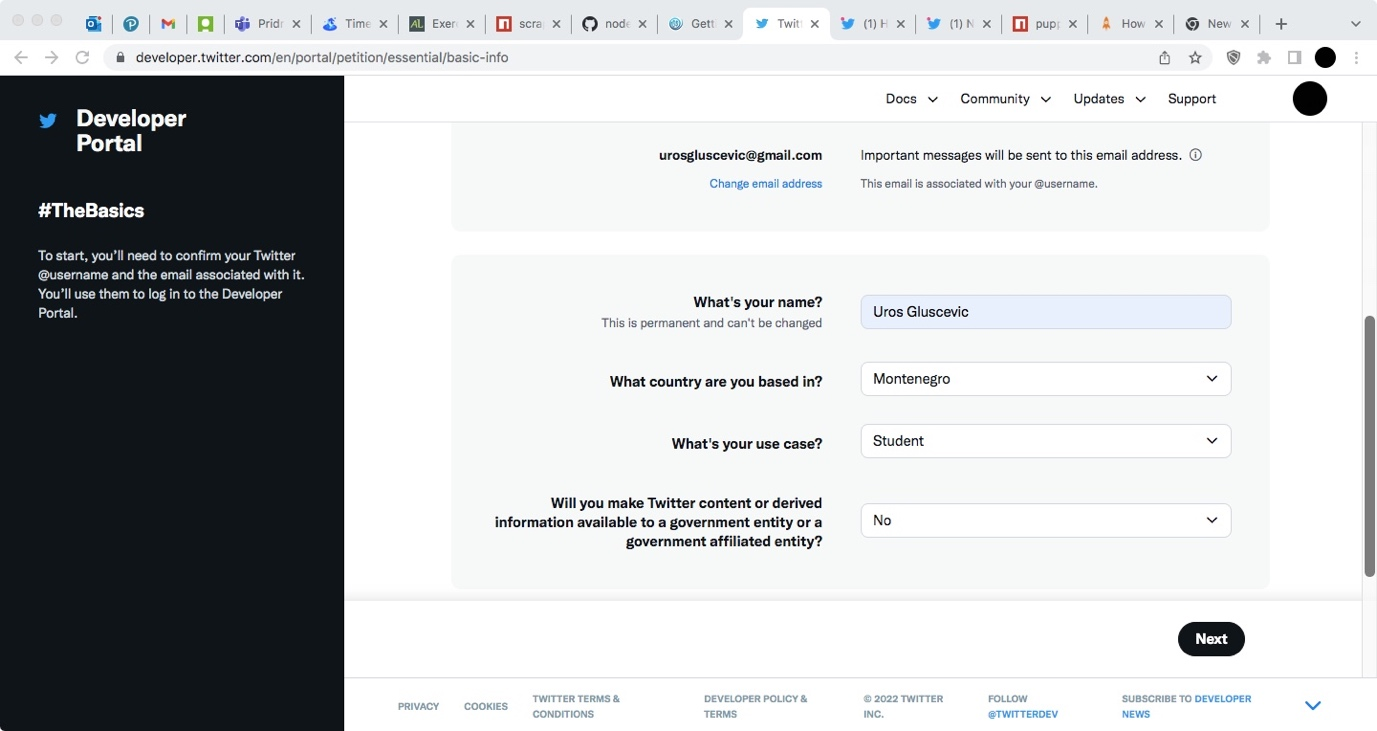 Pridr
Time
Exer
scra
node
Gett
Twit
(1) H
(1) N
pupp
How
New
developer.twitter.com/en/portal/petition/essential/basic-info
Developer
Portal
Docs
Community
Updates
Support
#TheBasics
To start, you'll need to confirm your Twitter
@username and the email associated with it.
You'll use them to log in to the Developer
Portal.
urosgluscevic@gmail.com
Important messages will be sent to this email address.
Change email address
This email is associated with your @username.
What's your name?
This is permanent and can't be changed
Uros Gluscevic
What country are you based in?
Montenegro
What's your use case?
Student
Will you make Twitter content or derived
information available to a government entity or a
government affiliated entity?
No
Next
PRIVACY
COOKIES
TWITTER TERMS &
CONDITIONS
DEVELOPER POLICY &
TERMS
© 2022 TWITTER
INC.
FOLLOW
@TWITTERDEV
SUBSCRIBE TO DEVELOPER
NEWS